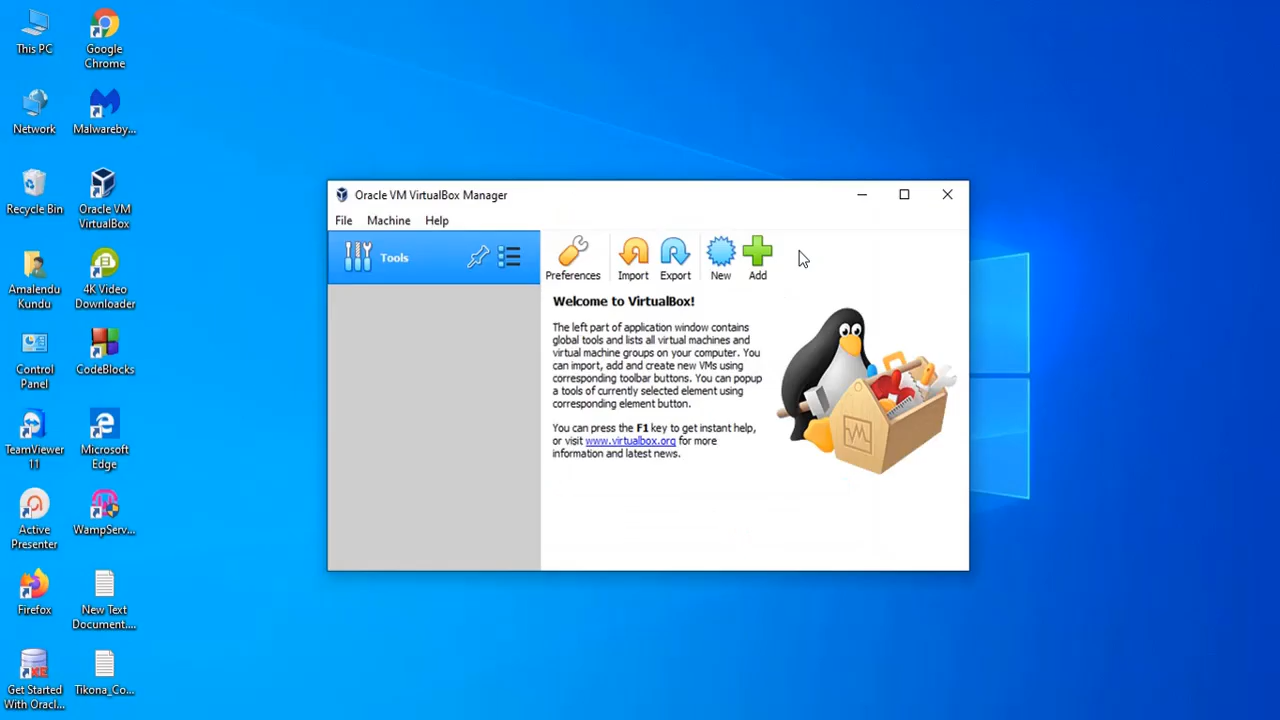 This PC
Google
Chrome
Network
Malwareby...
Recycle Bin
Oracle VM
VirtualBox
Amalendu
Kundu
4K Video
Downloader
Control
Panel
CodeBlocks
TeamViewer
11
Microsoft
Edge
Active
Presenter
WampServ...
Firefox
New Text
Document....
Get Started
With Oracl...
Tikona_Co...
Oracle VM VirtualBox Manager
File Machine Help
Tools
Preferences Import Export New Add
Welcome to VirtualBox!
The left part of application window contains
global tools and lists all virtual machines and
virtual machine groups on your computer. You
can import, add and create new VMs using
corresponding toolbar buttons. You can popup
a tools of currently selected element using
corresponding element button.
You can press the F1 key to get instant help,
or visit www.virtualbox.org for more
information and latest news.